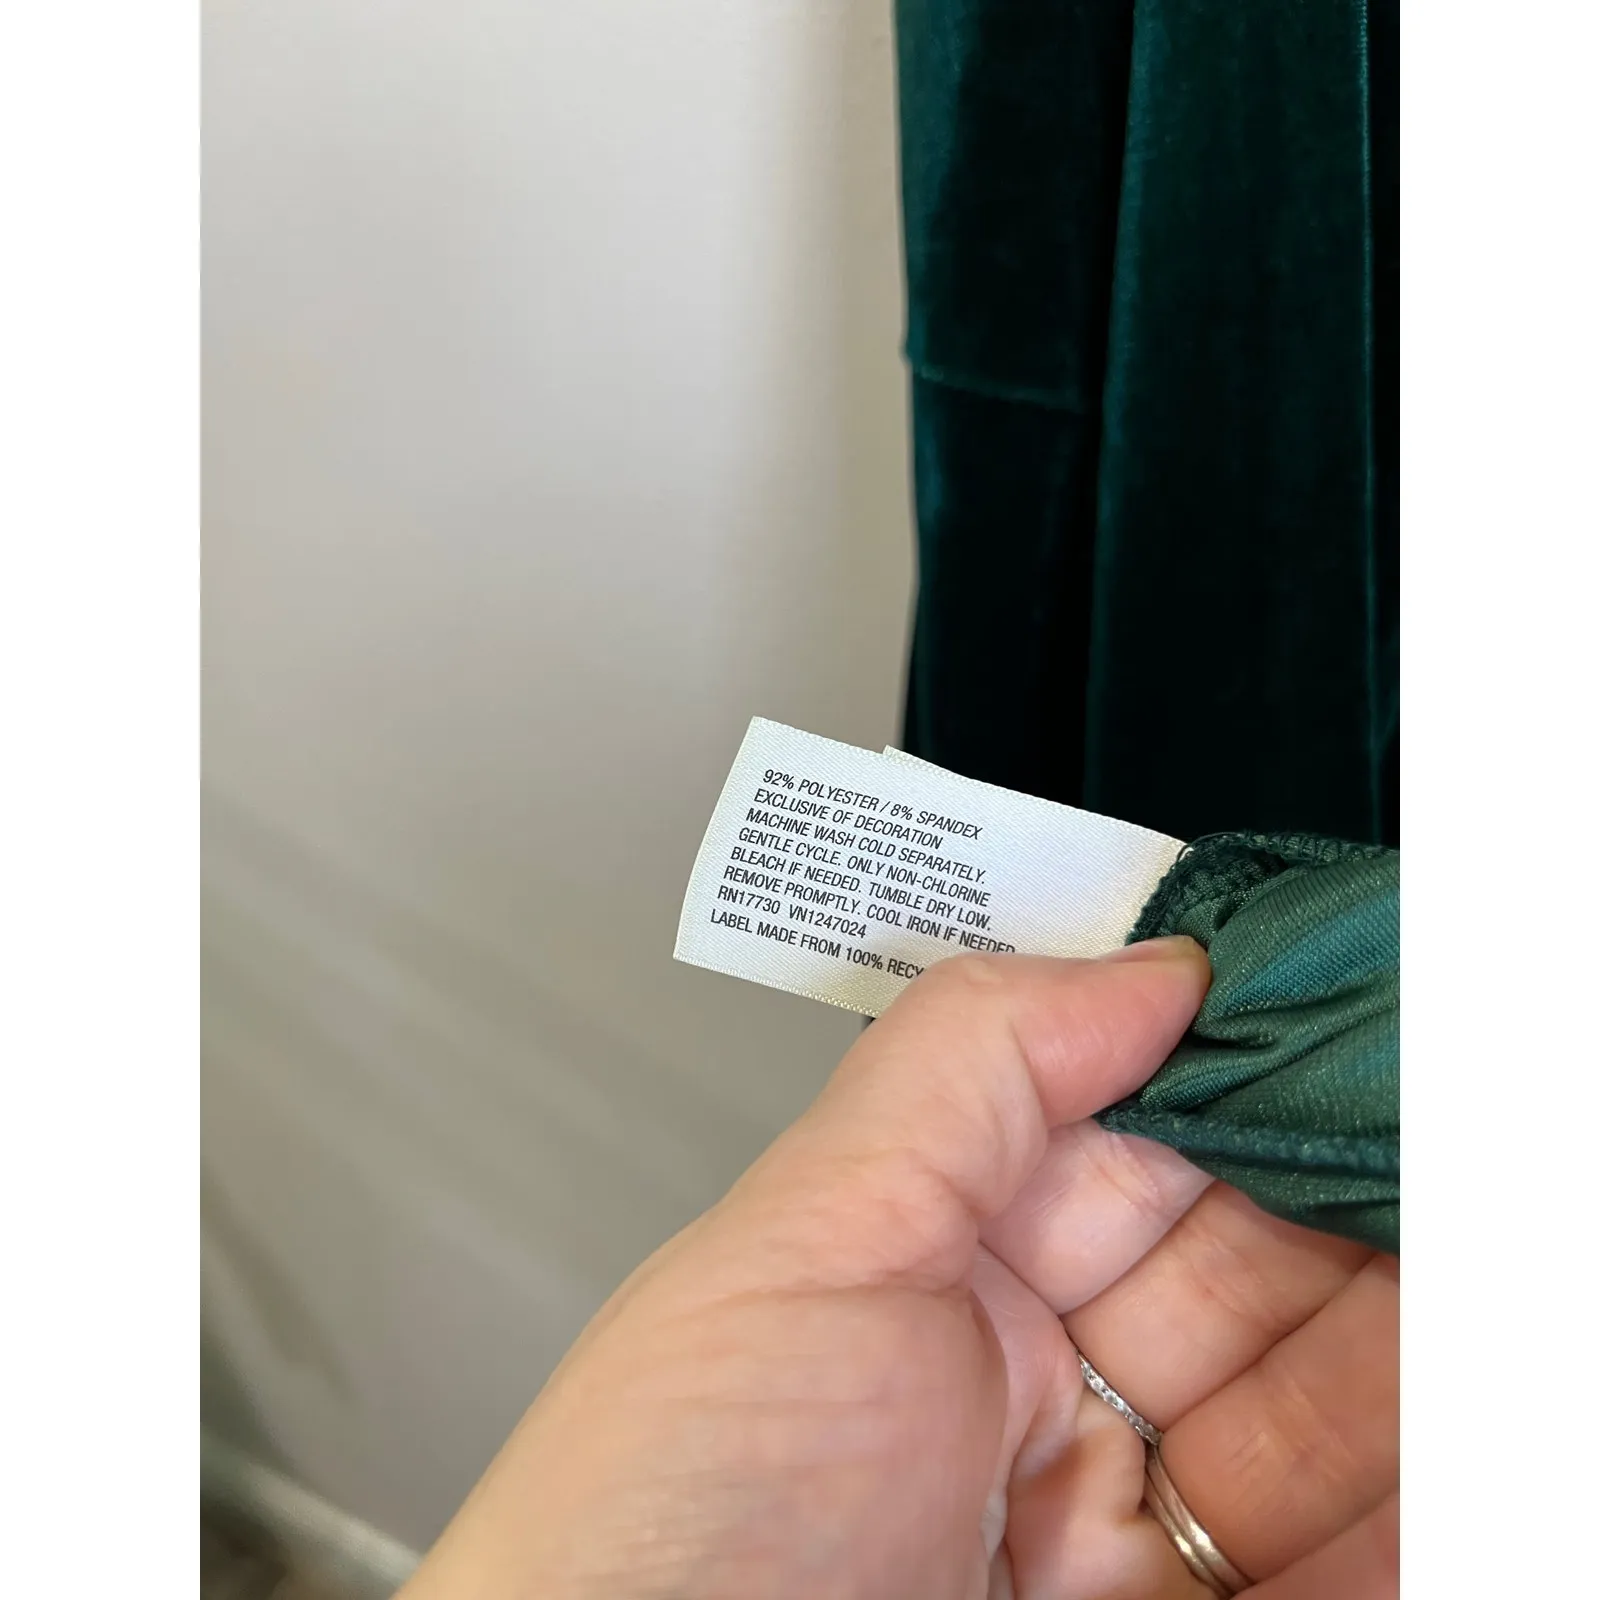 92% POLYESTER / 8% SPANDEX
EXCLUSIVE OF DECORATION
MACHINE WASH COLD SEPARATELY.
GENTLE CYCLE. ONLY NON-CHLORINE
BLEACH IF NEEDED. TUMBLE DRY LOW.
REMOVE PROMPTLY. COOL IRON IF NEEDED
RN17730 VN1247024
LABEL MADE FROM 100%